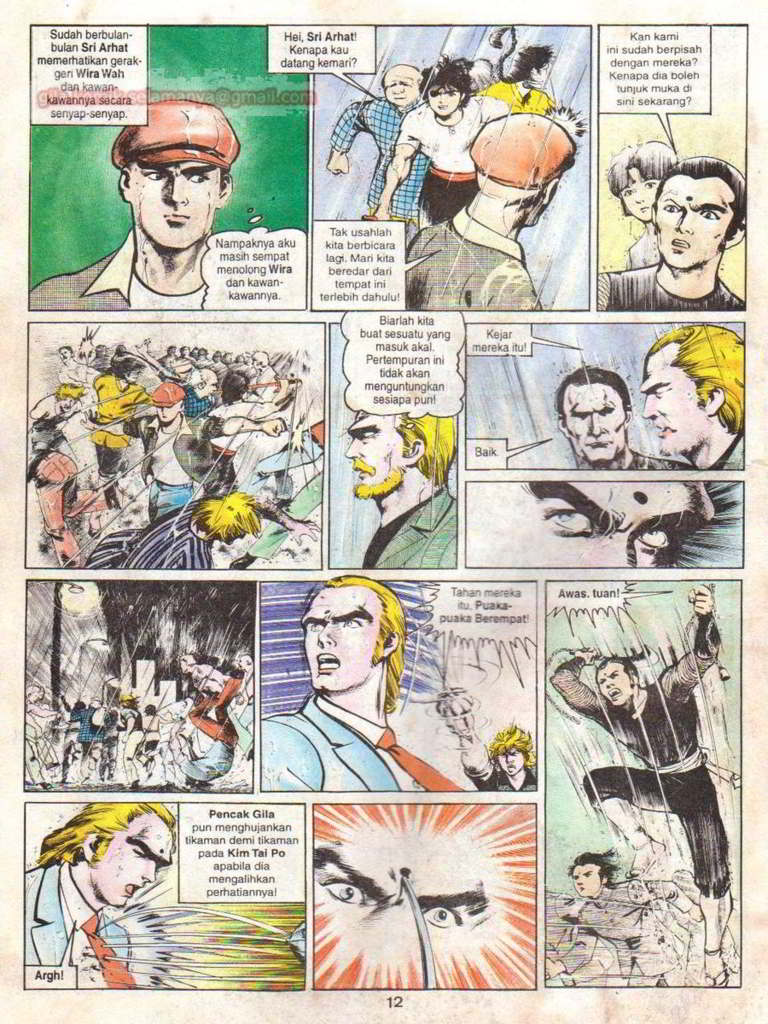 Sudah berbulan-
bulan Sri Arhat
memerhatikan gerak-
geri Wira Wah
dan kawan-
kawannya secara
senyap-senyap.
Nampaknya aku
masih sempat
menolong Wira
dan kawan-
kawannya.
Hei, Sri Arhat!
Kenapa kau
datang kemari?
Tak usahlah
kita berbicara
lagi. Mari kita
beredar dari
tempat ini
terlebih dahulu!
Kan kami
ini sudah berpisah
dengan mereka?
Kenapa dia boleh
tunjuk muka di
sini sekarang?
Biarlah kita
buat sesuatu yang
masuk akal.
Pertempuran ini
tidak akan
menguntungkan
sesiapa pun!
Kejar
mereka itu!
Baik.
Tahan mereka
itu, Puaka-
puaka Berempat!
Awas, tuan!
Argh!
Pencak Gila
pun menghujankan
tikaman demi tikaman
pada Kim Tai Po
apabila dia
mengalihkan
perhatiannya!
12